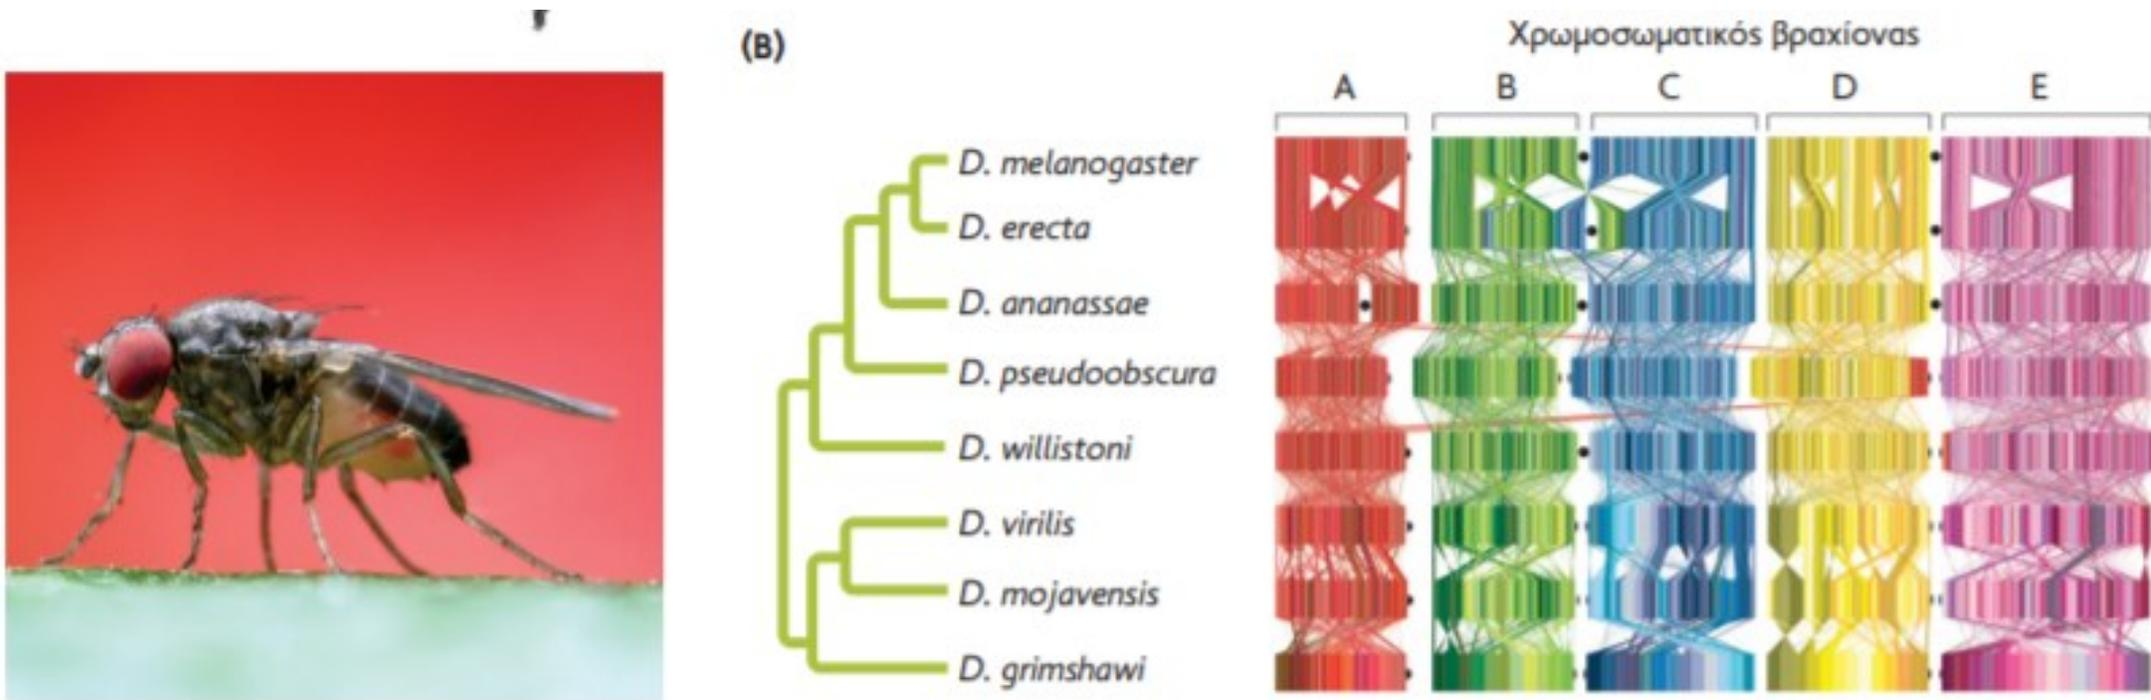 (B)
Χρωμοσωματικός βραχίονας
A B C D E
D. melanogaster
D. erecta
D. ananassae
D. pseudoobscura
D. willistoni
D. virilis
D. mojavensis
D. grimshawi